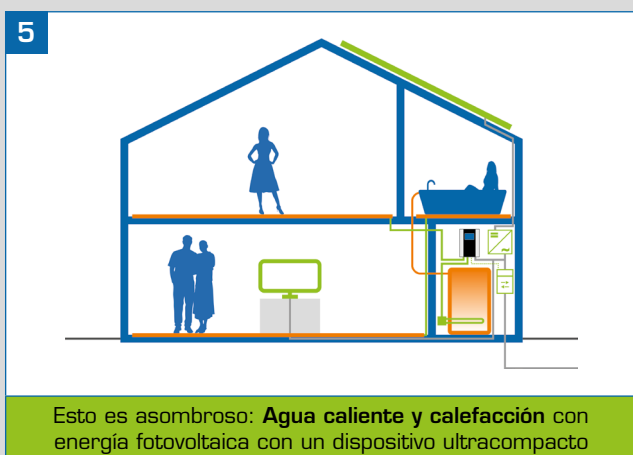 5
Esto es asombroso: Agua caliente y calefacción con
energía fotovoltaica con un dispositivo ultracompacto